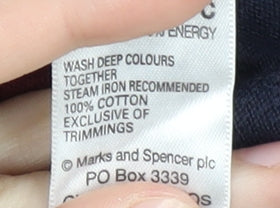 C
ENERGY
WASH DEEP COLOURS
TOGETHER
STEAM IRON RECOMMENDED
100% COTTON
EXCLUSIVE OF
TRIMMINGS
© Marks and Spencer plc
PO Box 3339